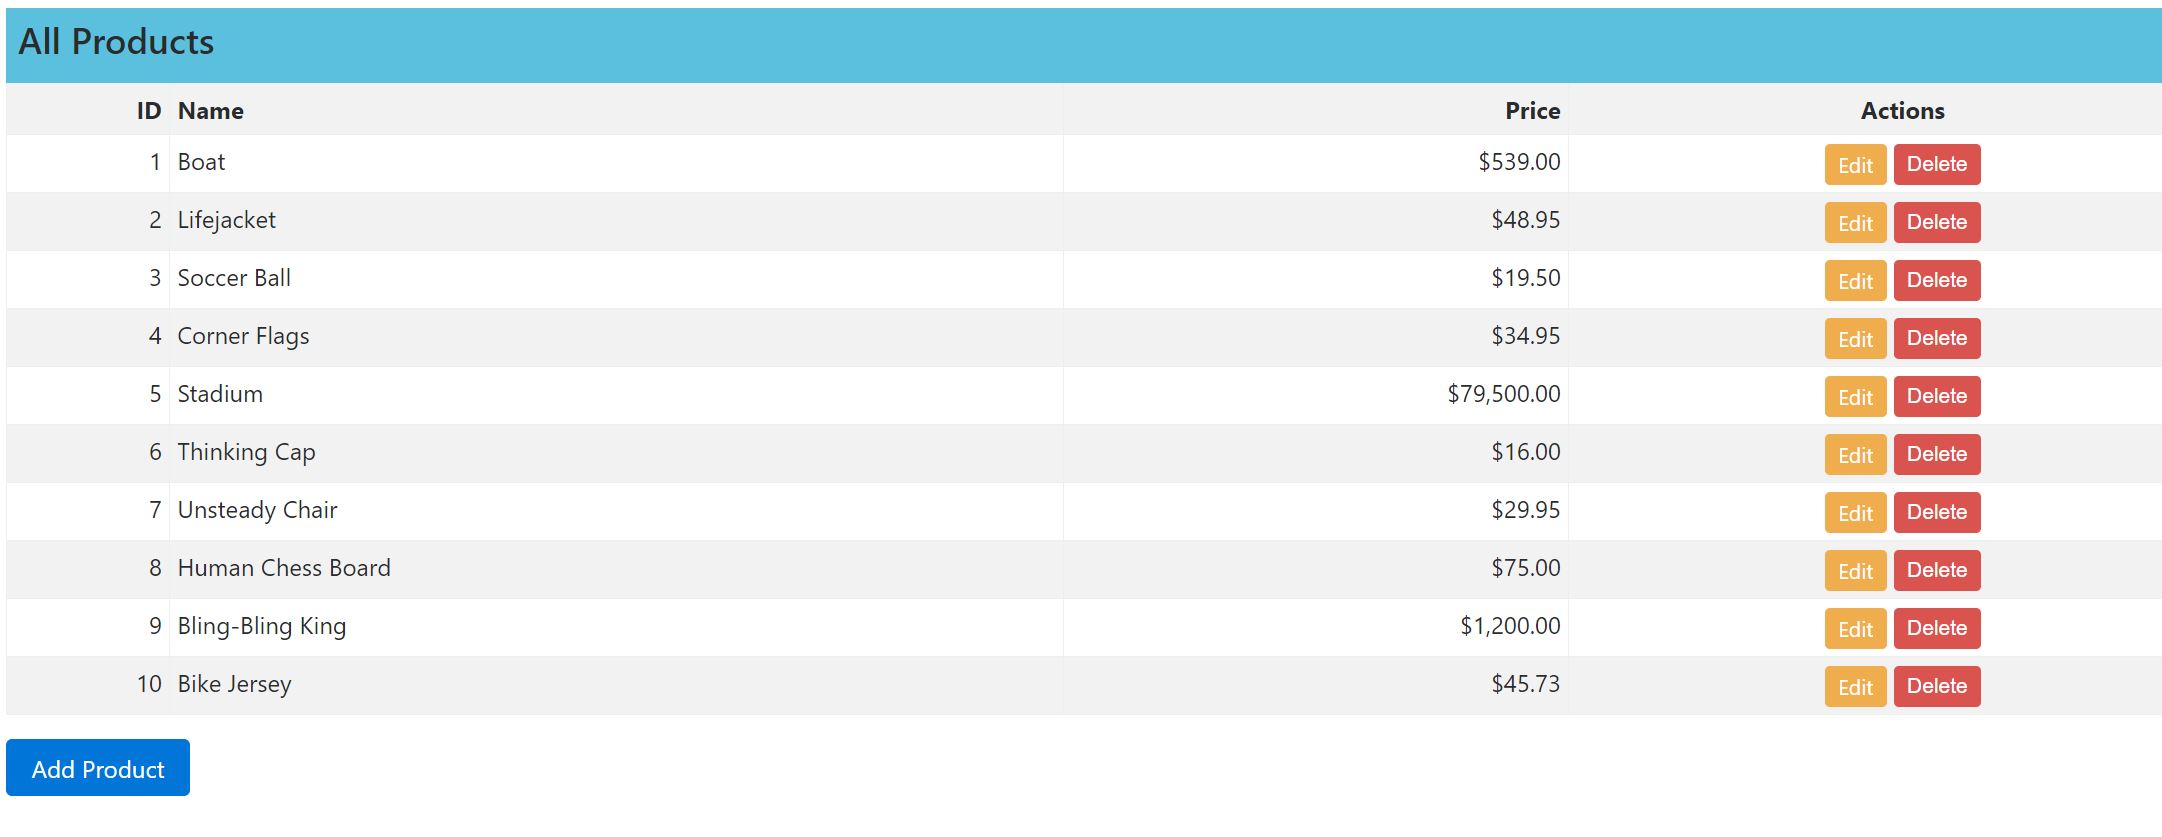 All Products
ID Name Price Actions
1 Boat $539.00 Edit Delete
2 Lifejacket $48.95 Edit Delete
3 Soccer Ball $19.50 Edit Delete
4 Corner Flags $34.95 Edit Delete
5 Stadium $79,500.00 Edit Delete
6 Thinking Cap $16.00 Edit Delete
7 Unsteady Chair $29.95 Edit Delete
8 Human Chess Board $75.00 Edit Delete
9 Bling-Bling King $1,200.00 Edit Delete
10 Bike Jersey $45.73 Edit Delete
Add Product